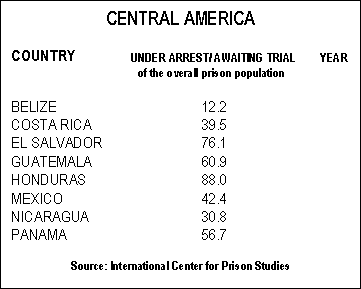 CENTRAL AMERICA
COUNTRY UNDER ARREST/AWAITING TRIAL YEAR
of the overall prison population
BELIZE 12.2
COSTA RICA 39.5
EL SALVADOR 76.1
GUATEMALA 60.9
HONDURAS 88.0
MEXICO 42.4
NICARAGUA 30.8
PANAMA 56.7
Source: International Center for Prison Studies